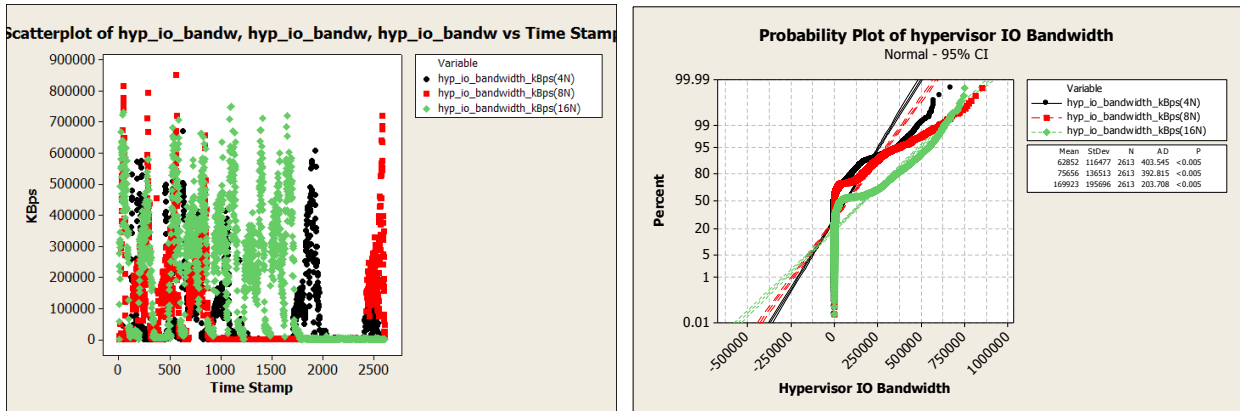 Scatterplot of hyp_io_bandw, hyp_io_bandw, hyp_io_bandw vs Time Stamp
Variable
hyp_io_bandwidth_kBps(4N)
hyp_io_bandwidth_kBps(8N)
hyp_io_bandwidth_kBps(16N)
900000
800000
700000
600000
500000
400000
300000
200000
100000
0
KBps
0 500 1000 1500 2000 2500
Time Stamp
Probability Plot of hypervisor IO Bandwidth
Normal - 95% CI
Variable
hyp_io_bandwidth_kBps(4N)
hyp_io_bandwidth_kBps(8N)
hyp_io_bandwidth_kBps(16N)
Mean StDev N AD P
62852 116477 2613 403.545 <0.005
75656 136513 2613 392.815 <0.005
169923 195696 2613 203.708 <0.005
99.99
99
95
80
50
20
5
1
0.01
Percent
-500000 -250000 0 250000 500000 750000 1000000
Hypervisor IO Bandwidth